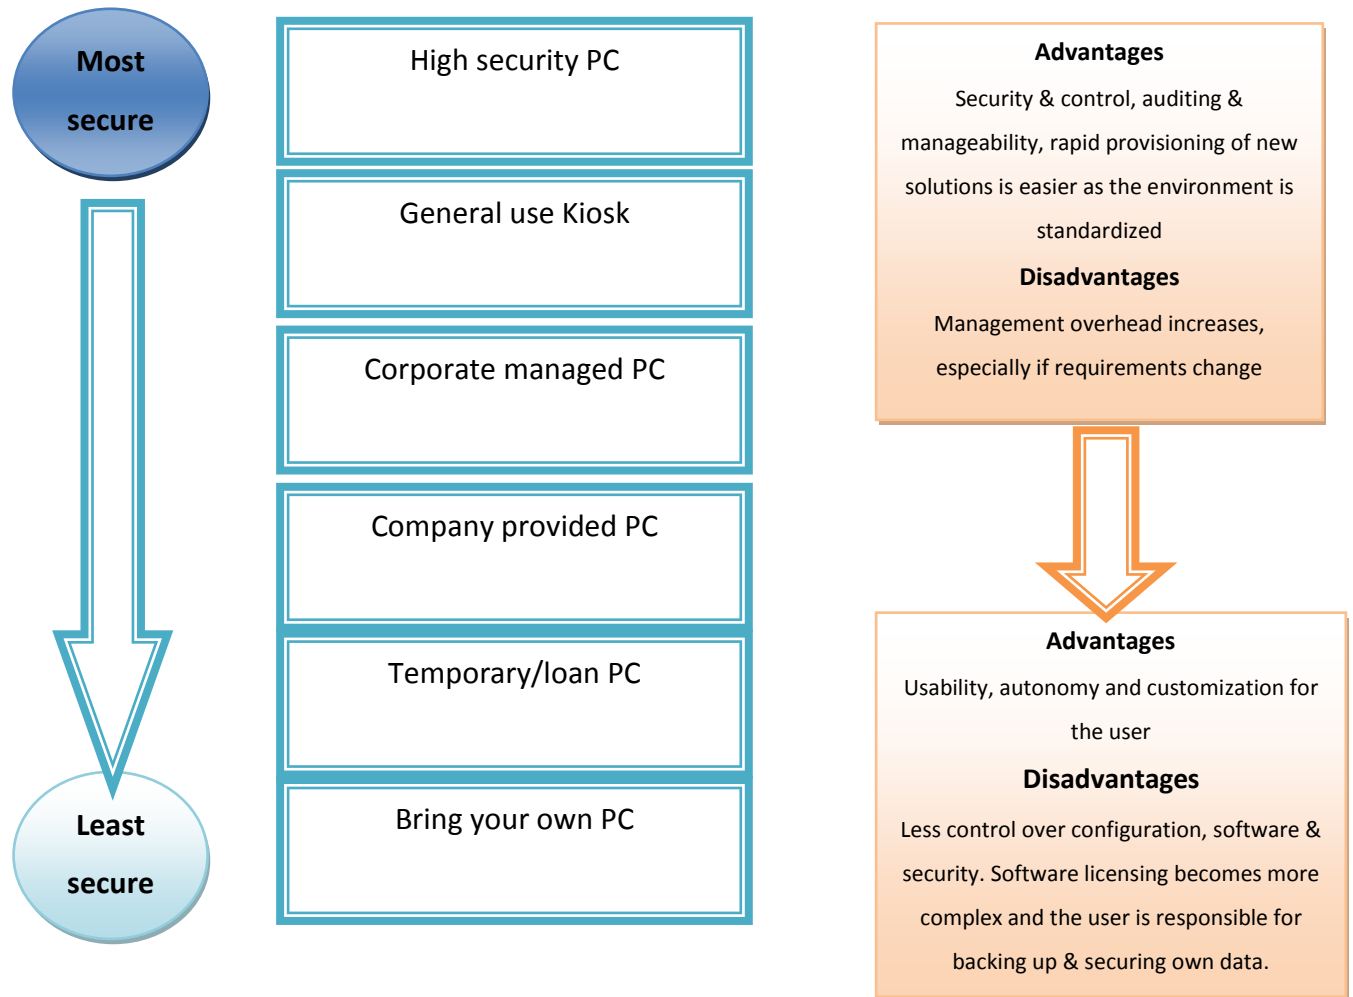 Most
secure
High security PC
General use Kiosk
Corporate managed PC
Company provided PC
Temporary/loan PC
Bring your own PC
Least
secure
Advantages
Security & control, auditing &
manageability, rapid provisioning of new
solutions is easier as the environment is
standardized
Disadvantages
Management overhead increases,
especially if requirements change
Advantages
Usability, autonomy and customization for
the user
Disadvantages
Less control over configuration, software &
security. Software licensing becomes more
complex and the user is responsible for
backing up & securing own data.